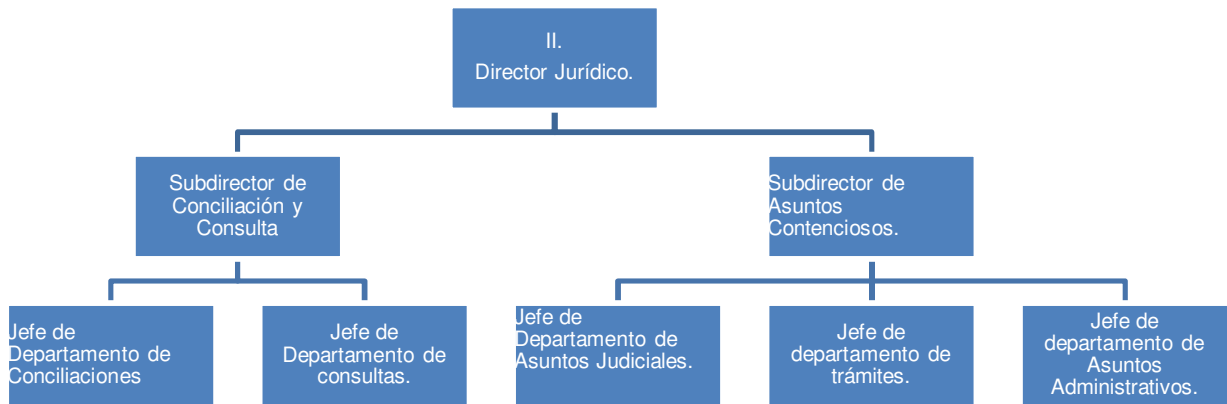 II.
Director Jurídico.
Subdirector de
Conciliación y
Consulta
Subdirector de
Asuntos
Contenciosos.
Jefe de
Departamento de
Conciliaciones
Jefe de
Departamento de
consultas.
Jefe de
Departamento de
Asuntos Judiciales.
Jefe de
departamento de
trámites.
Jefe de
departamento de
Asuntos
Administrativos.